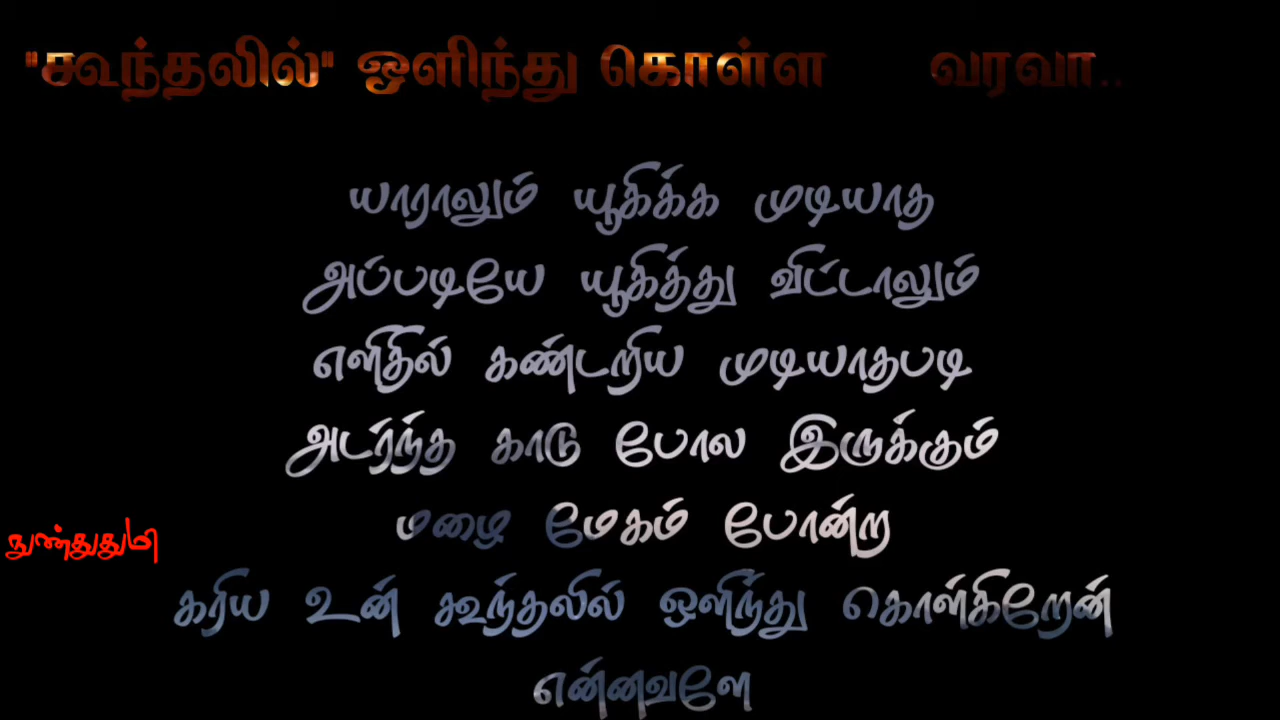 "கூந்தலில்" ஒளிந்து கொள்ள வரவா..
யாராலும் யூகிக்க முடியாத
அப்படியே யூகித்து விட்டாலும்
எளிதில் கண்டறிய முடியாதபடி
அடர்ந்த காடு போல இருக்கும்
மழை மேகம் போன்ற
கரிய உன் கூந்தலில் ஒளிந்து கொள்கிறேன்
என்னவளே